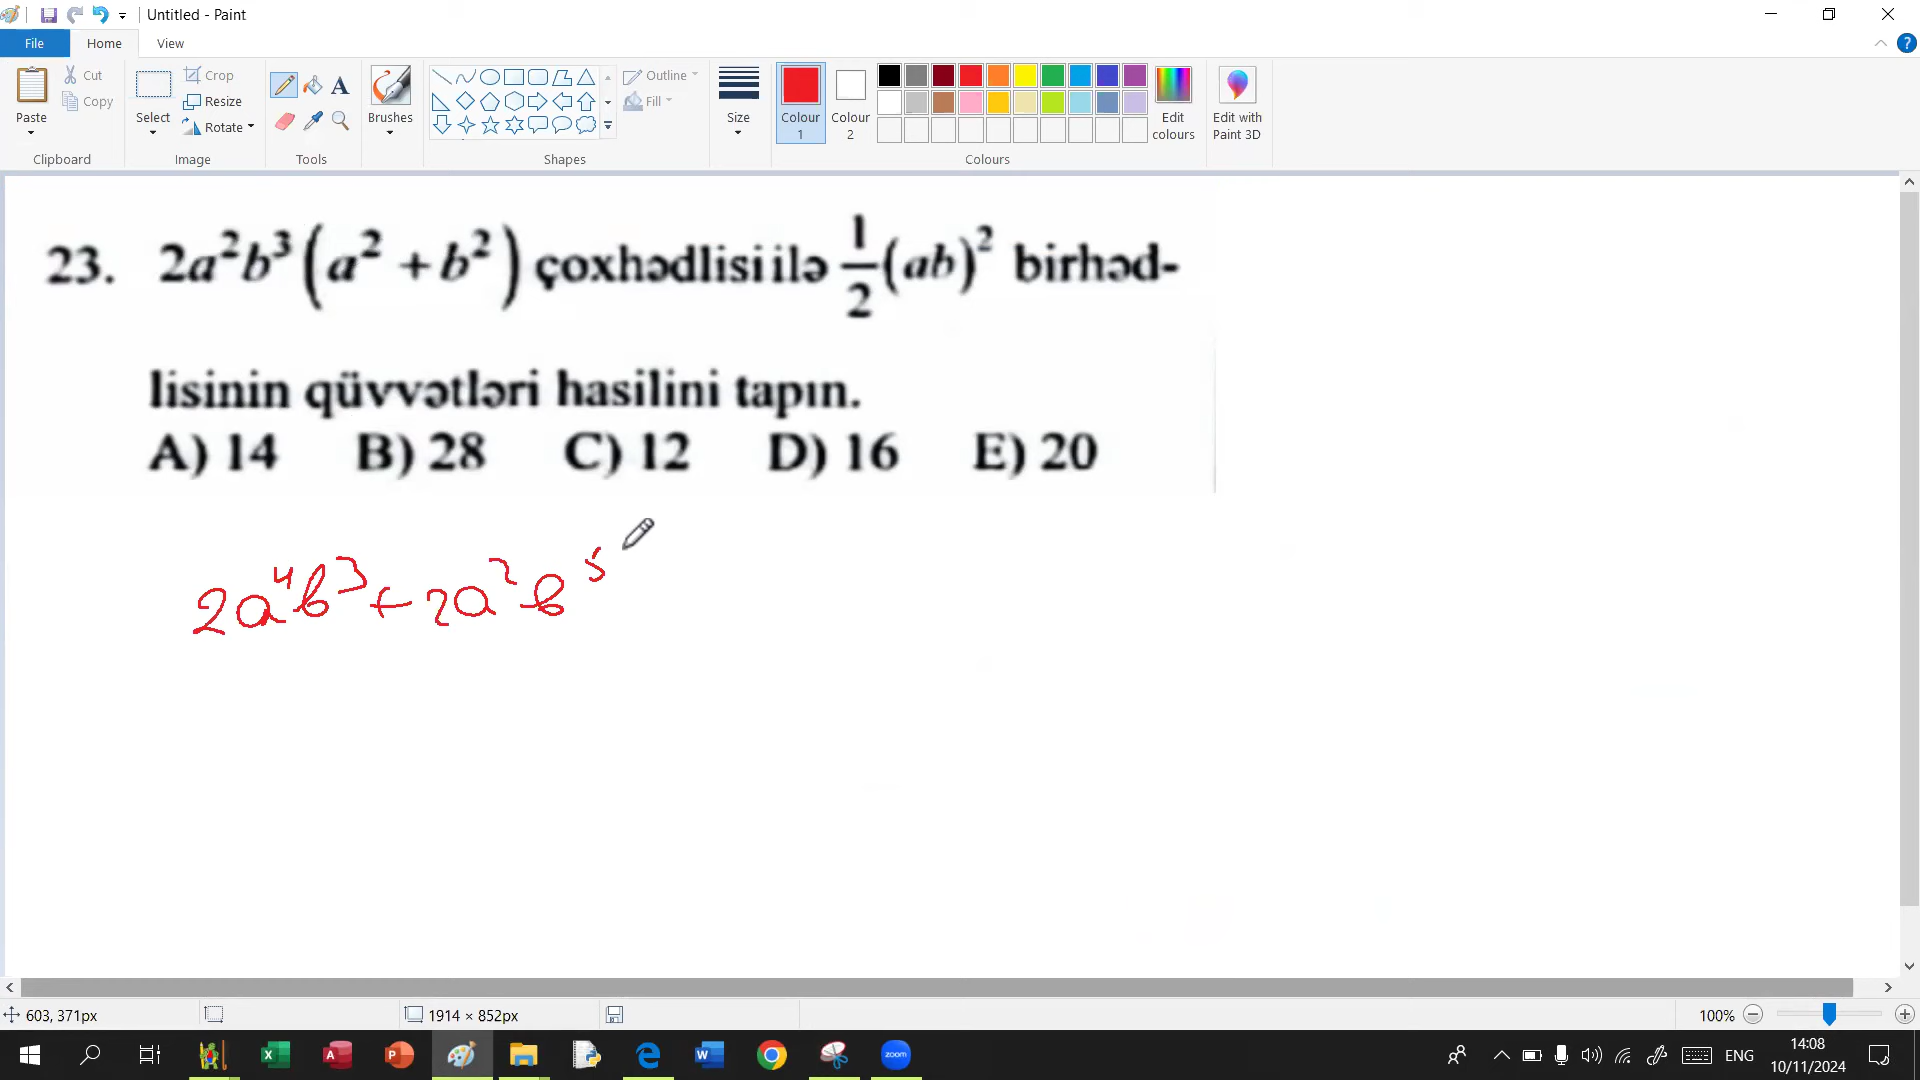 Untitled - Paint
File Home View
Paste Cut Copy Clipboard
Select Crop Resize Rotate Image
Tools
Brushes
Outline Fill Shapes
Size
Colour 1 Colour 2 Edit colours Colours
Edit with Paint 3D
23. 2a²b³(a² + b²) çoxhədlisi ilə 1/2(ab)² birhəd-
lisinin qüvvətləri hasilini tapın.
A) 14 B) 28 C) 12 D) 16 E) 20
2a⁴b³+2a²b⁵
603, 371px 1914 × 852px 100%
zoom ENG 14:08
10/11/2024